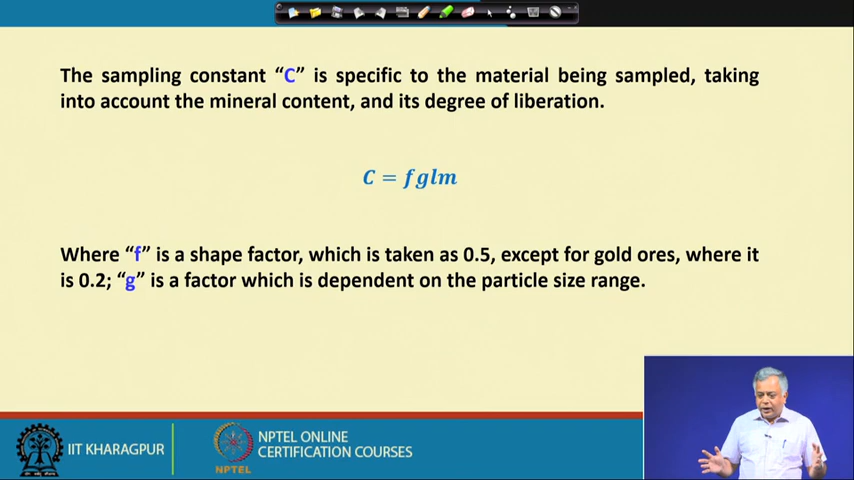 The sampling constant “C” is specific to the material being sampled, taking
into account the mineral content, and its degree of liberation.
C = fglm
Where “f” is a shape factor, which is taken as 0.5, except for gold ores, where it
is 0.2; “g” is a factor which is dependent on the particle size range.
IIT KHARAGPUR
NPTEL
NPTEL ONLINE
CERTIFICATION COURSES